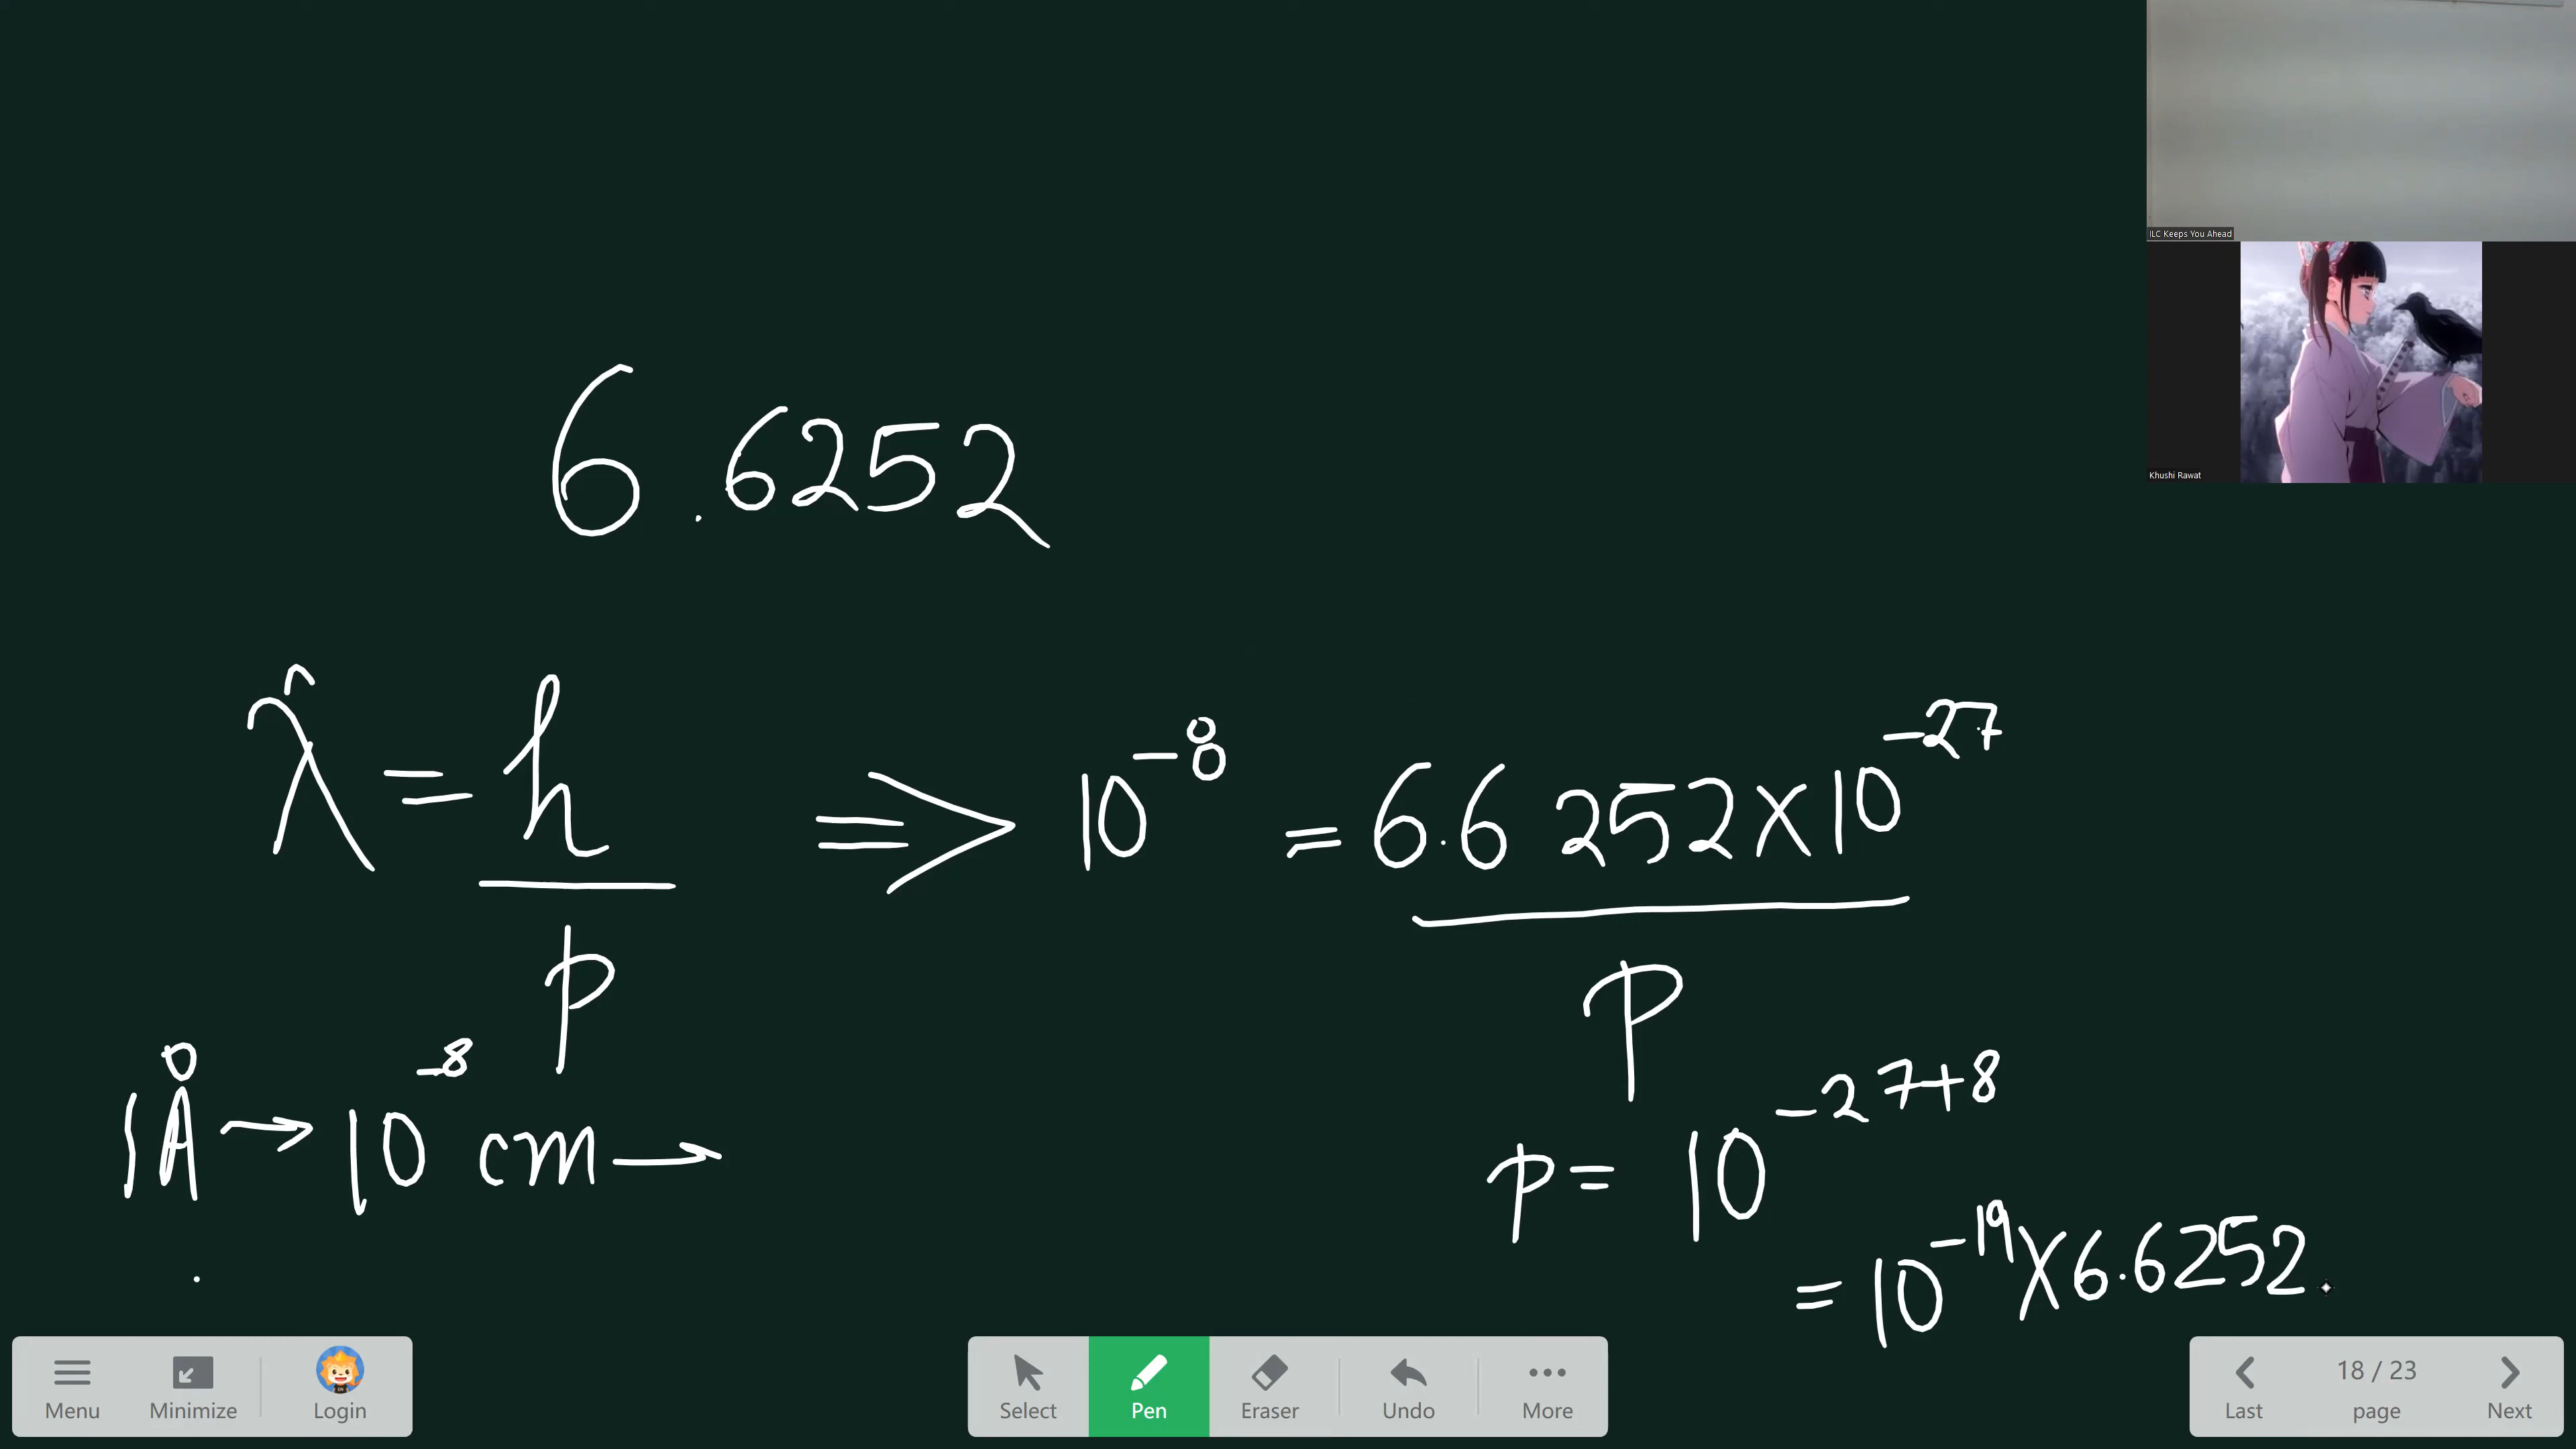 ILC Keeps You Ahead
Khushi Rawat
6.6252
λ = h / p => 10^-8 = 6.6252 X 10^-27 / p
1Å → 10^-8 cm →
p = 10^-27+8
= 10^-19 X 6.6252
Menu Minimize Login Select Pen Eraser Undo More Last 18 / 23 page Next